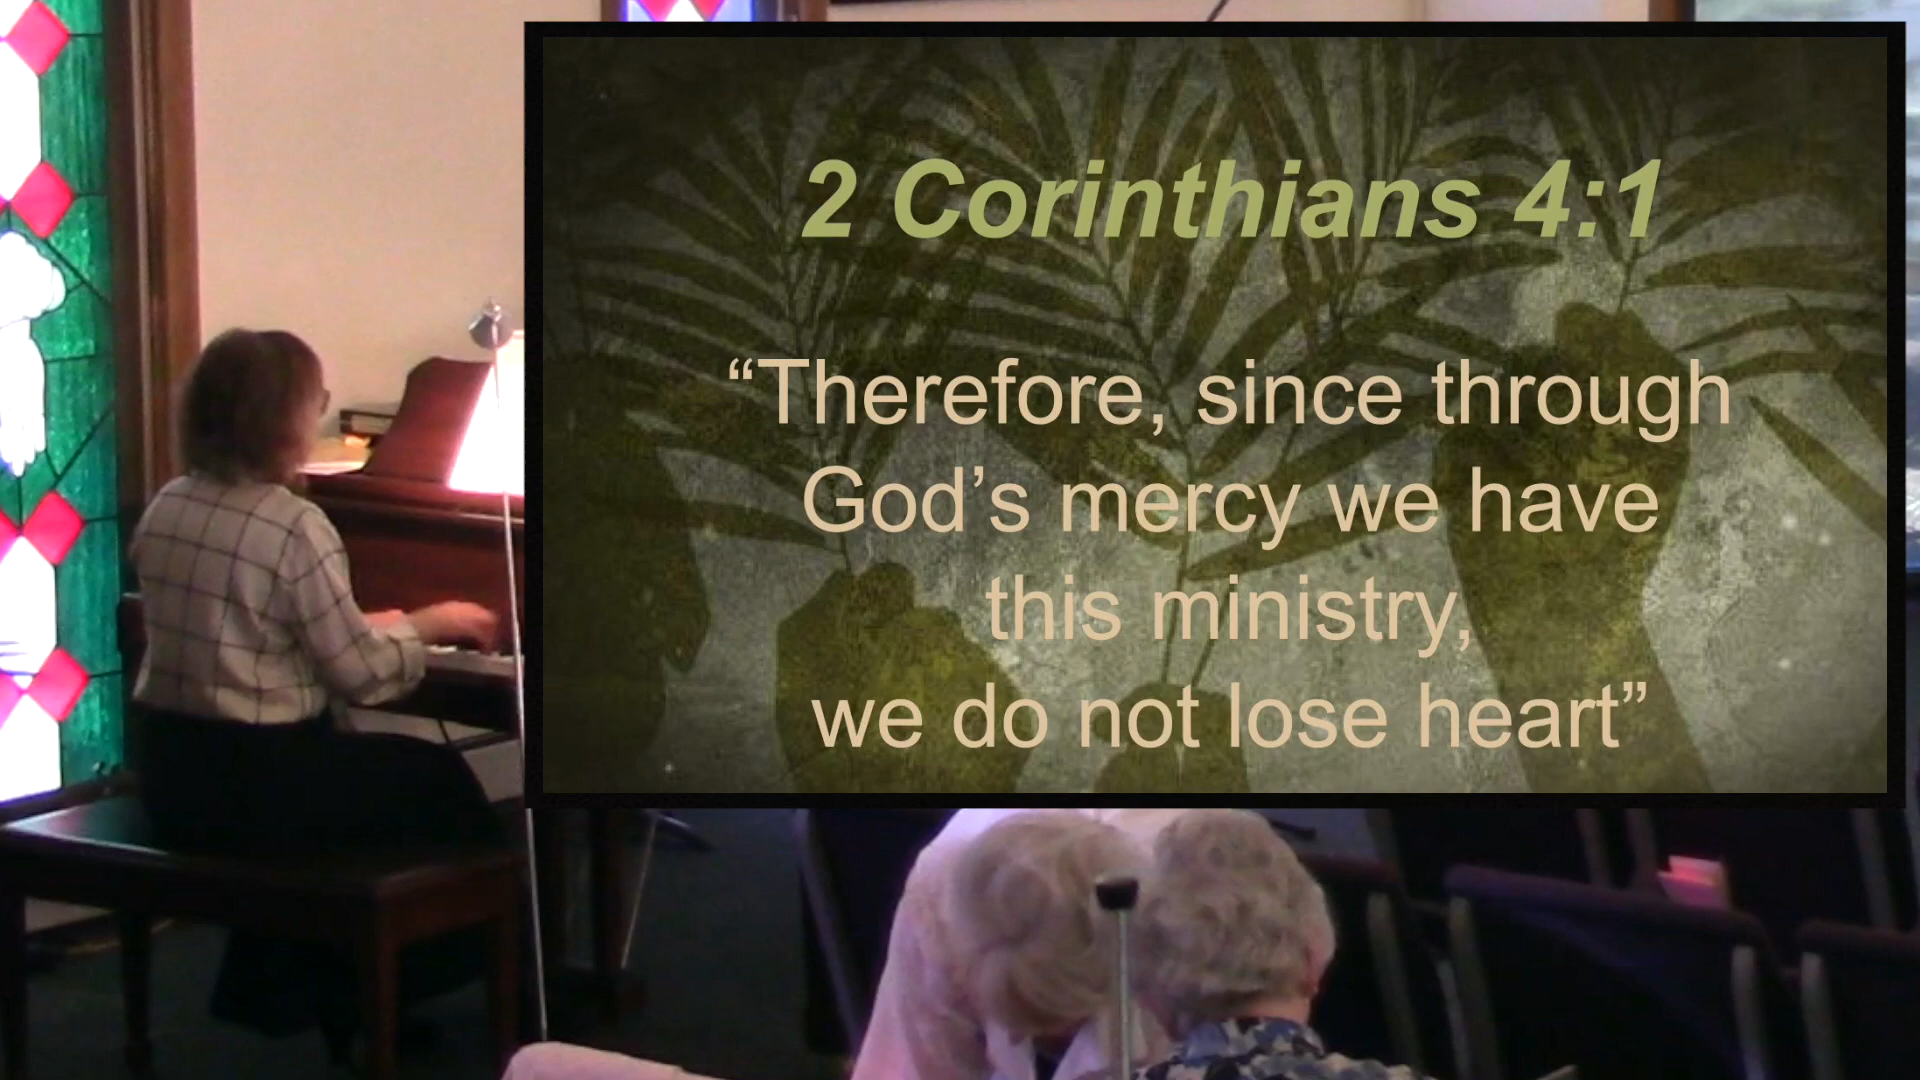 2 Corinthians 4:1
“Therefore, since through
God’s mercy we have
this ministry,
we do not lose heart”